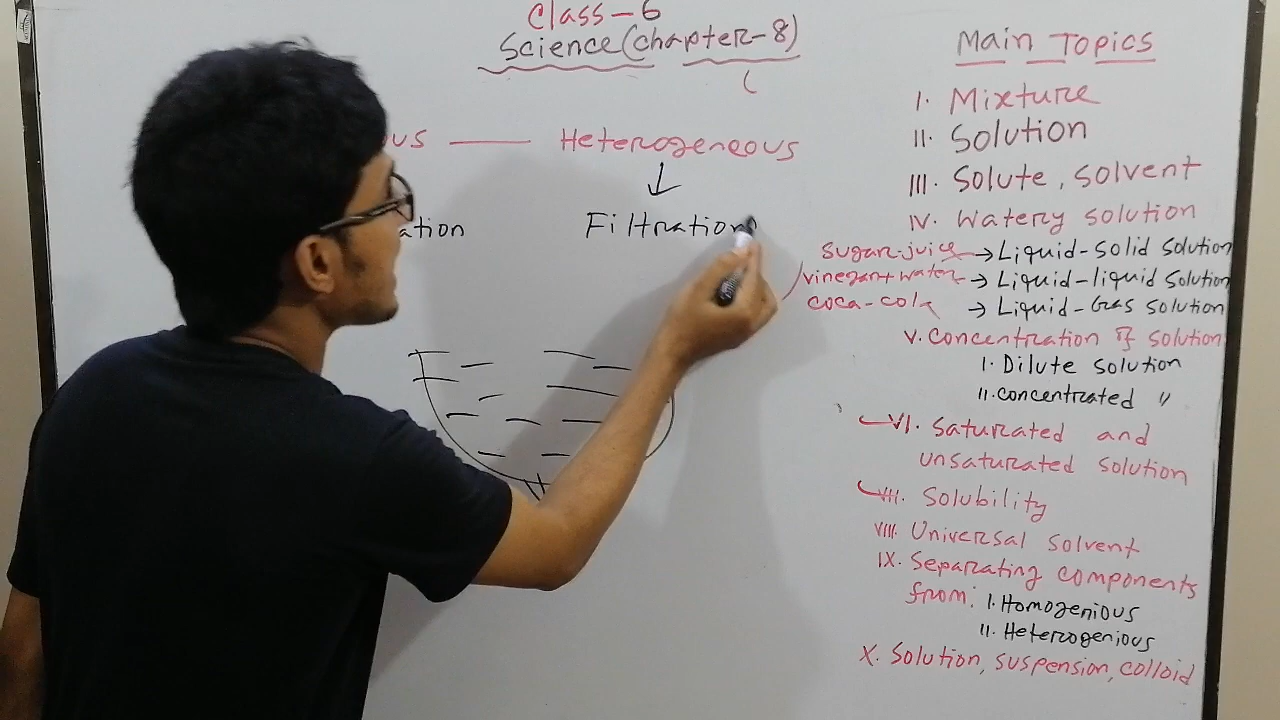 Class-6
Science(chapter-8)
ous — Heterogeneous
ation
Filtration
Main Topics
I. Mixture
II. Solution
III. Solute, solvent
IV. Watery solution
Sugar-juice → Liquid-solid solution
vinegar+water → Liquid-liquid solution
coca-cola → Liquid-Gas solution
V. Concentration of solution
I. Dilute solution
II. concentrated "
VI. Saturated and
unsaturated solution
VII. Solubility
VIII. Universal solvent
IX. Separating components
from: I. Homogenious
II. Heterogenious
X. Solution, suspension, colloid